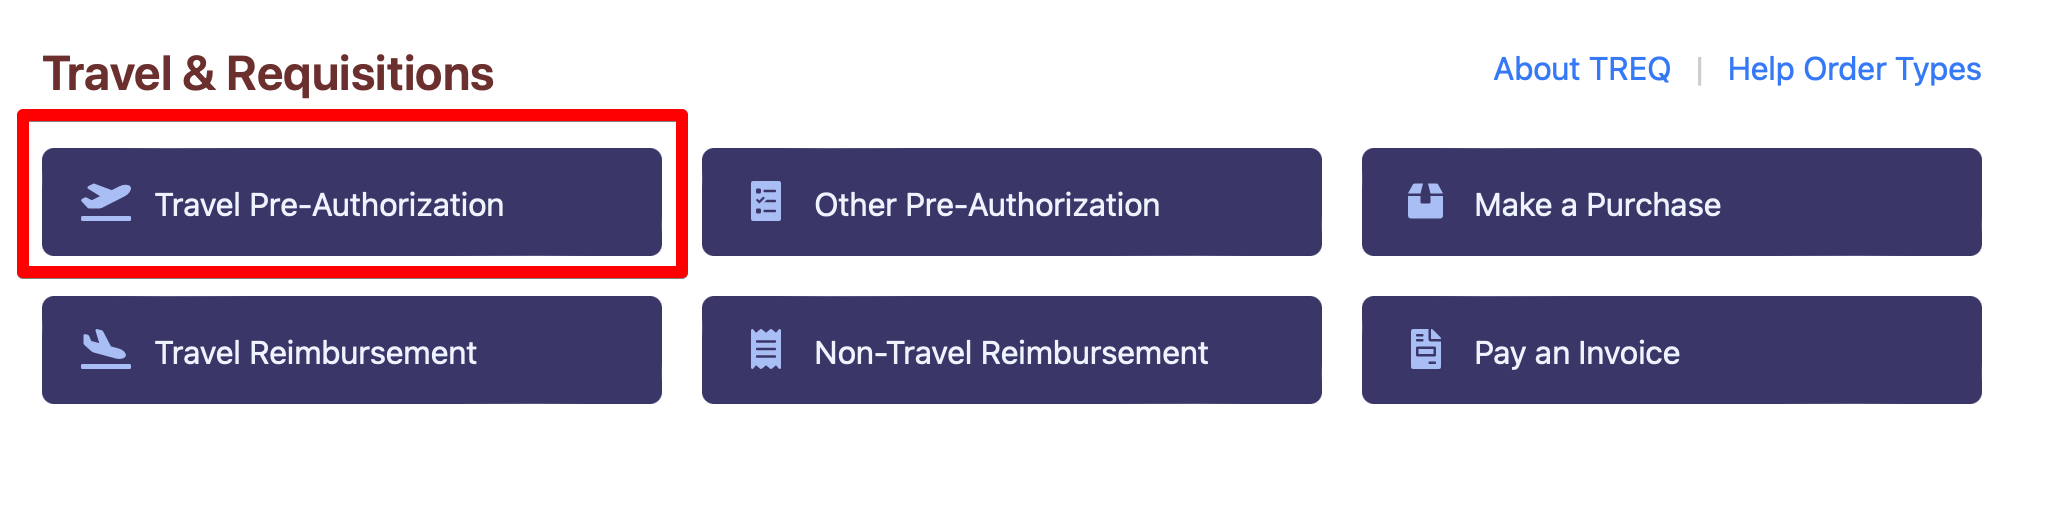 Travel & Requisitions
About TREQ | Help Order Types
Travel Pre-Authorization
Other Pre-Authorization
Make a Purchase
Travel Reimbursement
Non-Travel Reimbursement
Pay an Invoice